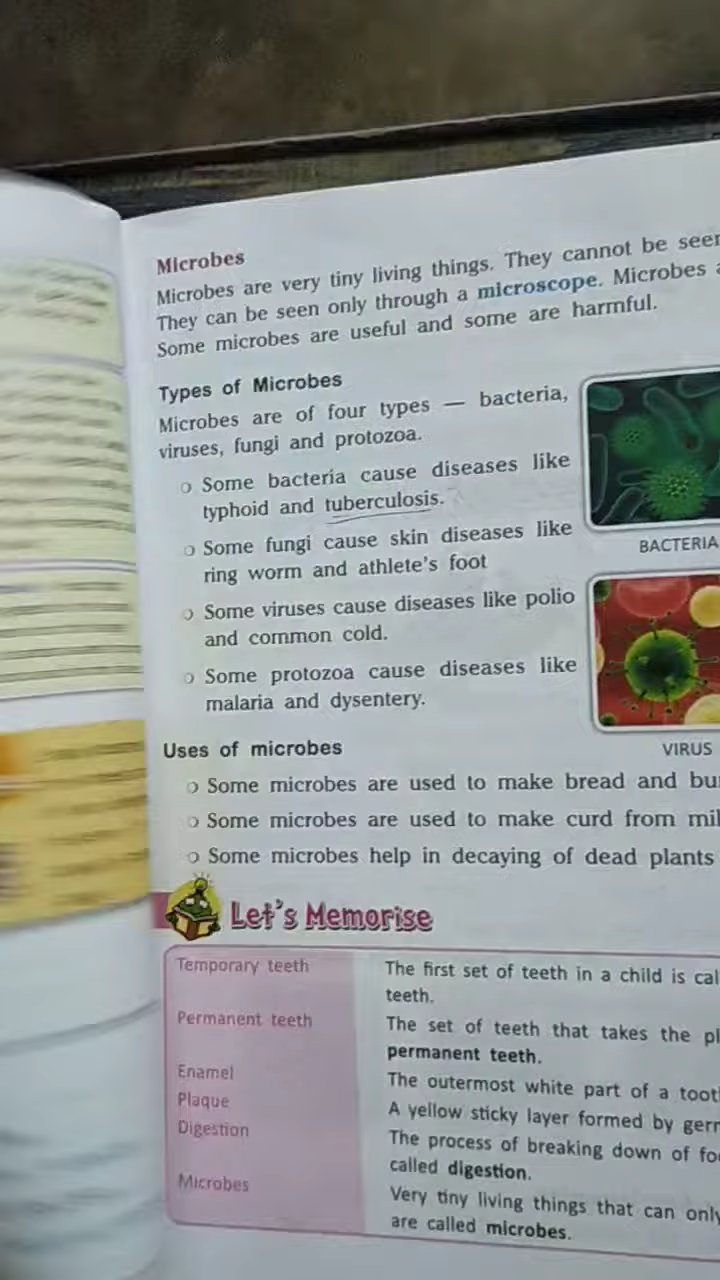 Microbes
Microbes are very tiny living things. They cannot be
They can be seen only through a microscope. Microbes
Some microbes are useful and some are harmful.
Types of Microbes
Microbes are of four types — bacteria,
viruses, fungi and protozoa.
Some bacteria cause diseases like
typhoid and tuberculosis.
Some fungi cause skin diseases like
ring worm and athlete's foot
Some viruses cause diseases like polio
and common cold.
Some protozoa cause diseases like
malaria and dysentery.
BACTERIA
VIRUS
Uses of microbes
Some microbes are used to make bread and
Some microbes are used to make curd from
Some microbes help in decaying of dead plants
Let's Memorise
Temporary teeth
The first set of teeth in a child is
teeth.
Permanent teeth
The set of teeth that takes the
permanent teeth.
Enamel
The outermost white part of a
Plaque
A yellow sticky layer formed by
Digestion
The process of breaking down of
called digestion.
Microbes
Very tiny living things that can only
are called microbes.